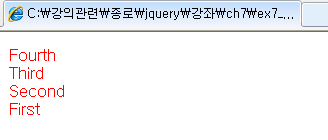 C:₩강의관련₩종로₩jquery₩강좌₩ch7₩ex7_...
Fourth
Third
Second
First